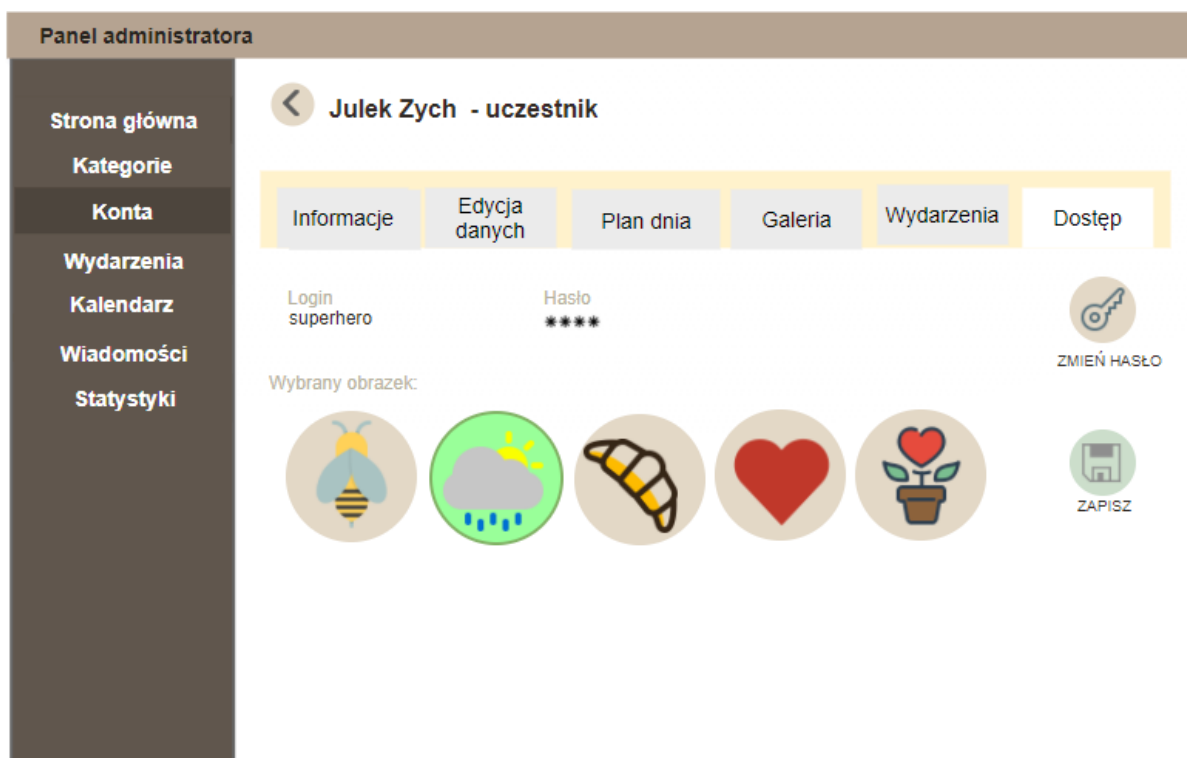 Panel administratora
Strona główna
Kategorie
Konta
Wydarzenia
Kalendarz
Wiadomości
Statystyki
Julek Zych - uczestnik
Informacje
Edycja
danych
Plan dnia
Galeria
Wydarzenia
Dostęp
Login
superhero
Hasło
****
ZMIEŃ HASŁO
Wybrany obrazek:
ZAPISZ